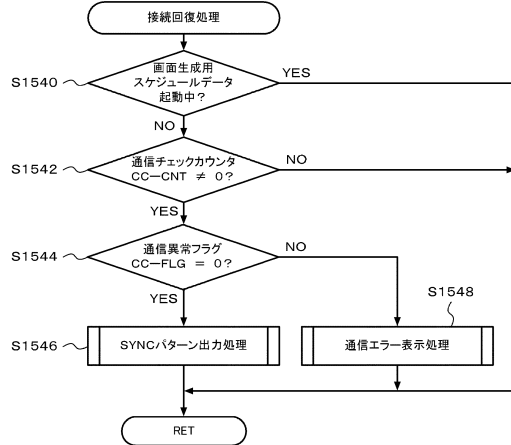 接続回復処理
S1540
画面生成用
スケジュールデータ
起動中?
YES
NO
S1542
通信チェックカウンタ
CC－CNT ≠ 0?
NO
YES
S1544
通信異常フラグ
CC－FLG = 0?
NO
YES
S1548
S1546
SYNCパターン出力処理
通信エラー表示処理
RET